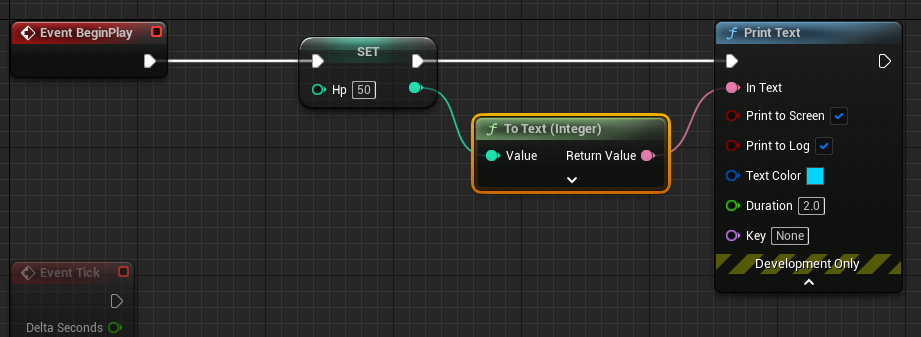 Event BeginPlay
SET
Hp 50
f To Text (Integer)
Value Return Value
f Print Text
In Text
Print to Screen
Print to Log
Text Color
Duration 2.0
Key None
Development Only
Event Tick
Delta Seconds